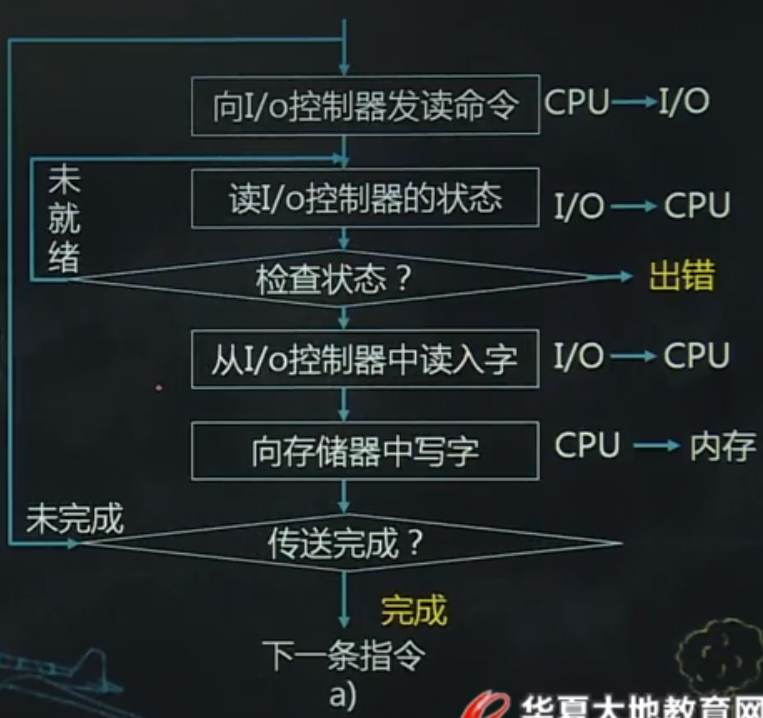 向I/o控制器发读命令 CPU→I/O
未就绪
读I/o控制器的状态 I/O→CPU
检查状态？ 出错
从I/o控制器中读入字 I/O→CPU
向存储器中写字 CPU→内存
未完成
传送完成？
完成
下一条指令
a)
华夏大地教育网